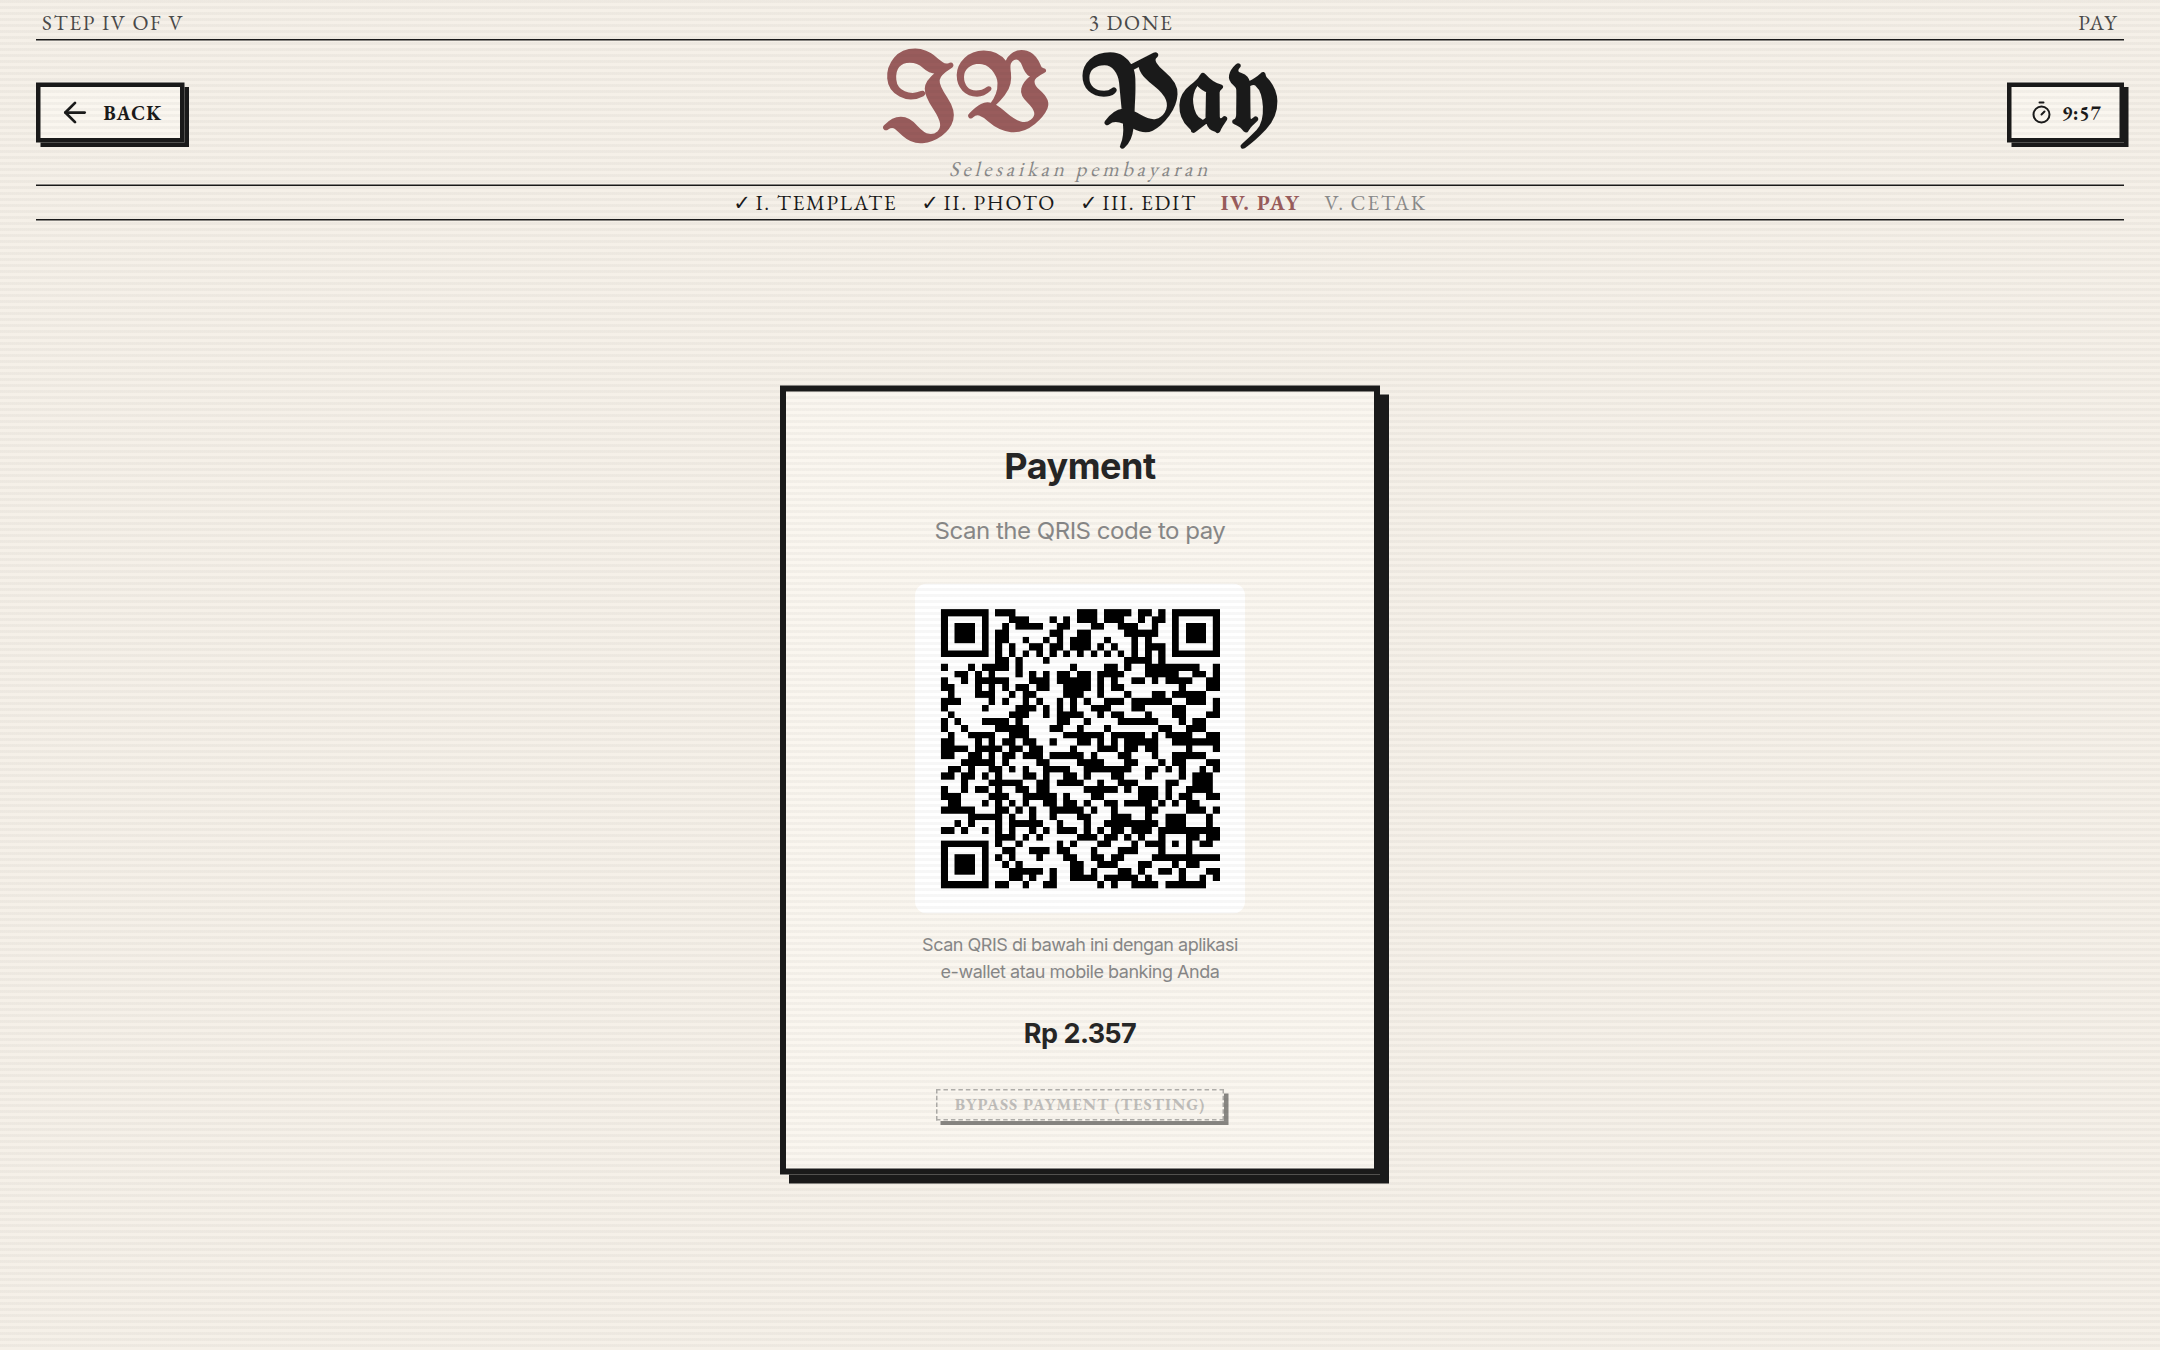 STEP IV OF V
3 DONE
PAY
← BACK
IV Pay
9:57
Selesaikan pembayaran
✓ I. TEMPLATE ✓ II. PHOTO ✓ III. EDIT IV. PAY V. CETAK
Payment
Scan the QRIS code to pay
Scan QRIS di bawah ini dengan aplikasi
e-wallet atau mobile banking Anda
Rp 2.357
BYPASS PAYMENT (TESTING)